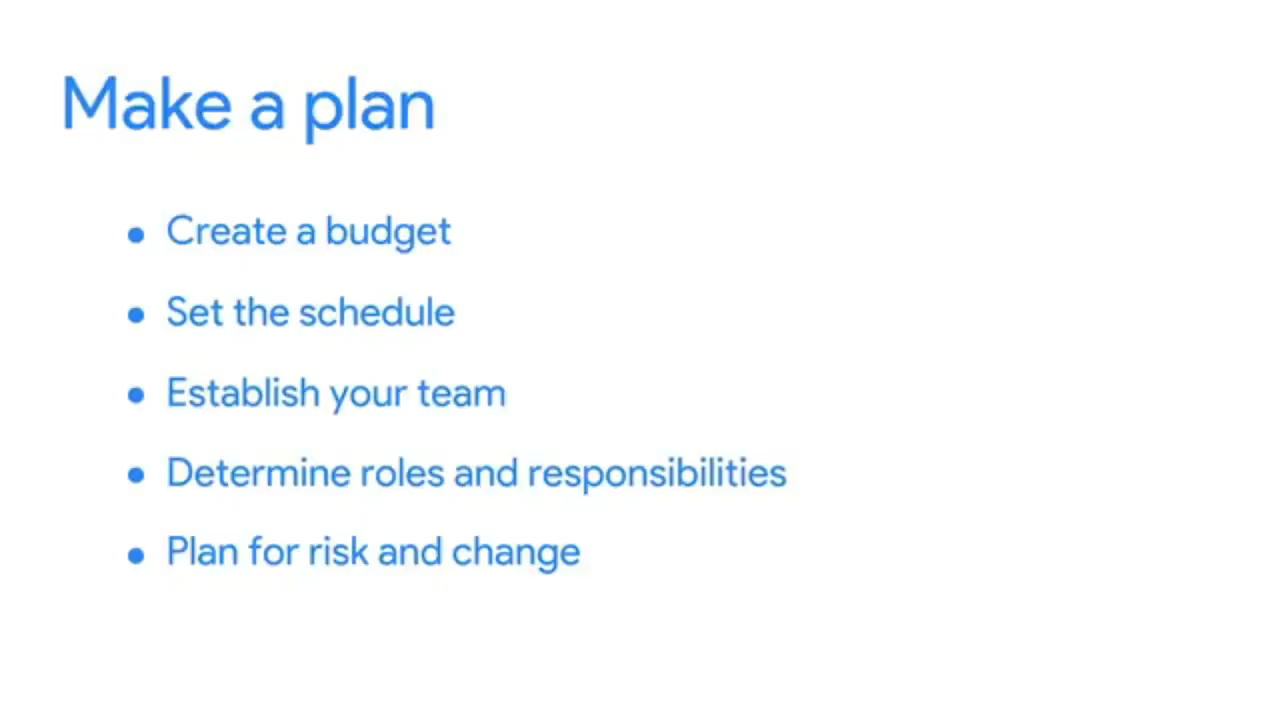 Make a plan
• Create a budget
• Set the schedule
• Establish your team
• Determine roles and responsibilities
• Plan for risk and change